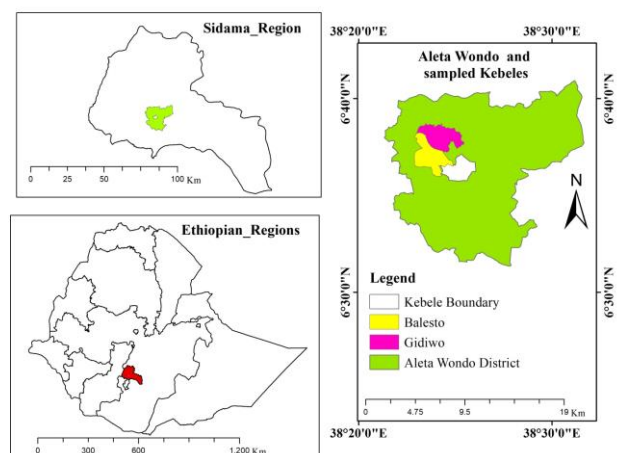 Sidama_Region
0 25 50 75 100 Km
Ethiopian_Regions
0 300 600 1,200 Km
38°20'0"E 38°30'0"E
Aleta Wondo and
sampled Kebeles
6°40'0"N
6°40'0"N
N
6°30'0"N
6°30'0"N
Legend
Kebele Boundary
Balesto
Gidiwo
Aleta Wondo District
0 4.75 9.5 19 Km
38°20'0"E 38°30'0"E